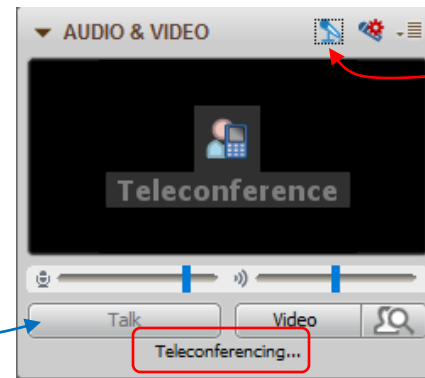 AUDIO & VIDEO
Teleconference
Talk
Video
Teleconferencing...